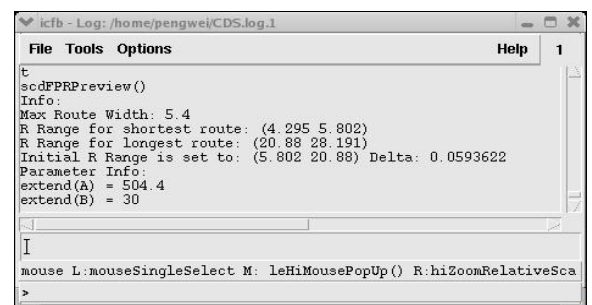 icfb - Log: /home/pengwei/CDS.log.1
File Tools Options Help 1
t
scdFPRPreview()
Info:
Max Route Width: 5.4
R Range for shortest route: (4.295 5.802)
R Range for longest route: (20.88 28.191)
Initial R Range is set to: (5.802 20.88) Delta: 0.0593622
Parameter Info:
extend(A) = 504.4
extend(B) = 30
mouse L:mouseSingleSelect M: leHiMousePopUp() R:hiZoomRelativeSca
>